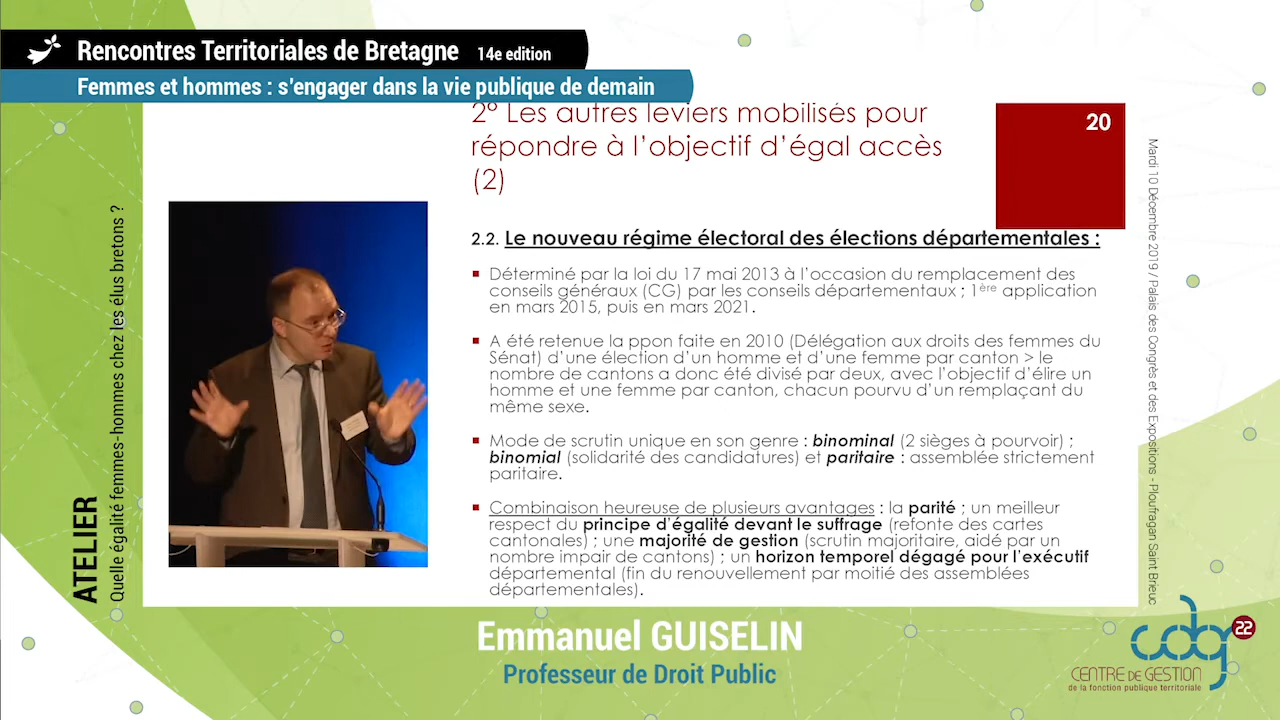 Rencontres Territoriales de Bretagne 14e edition
Femmes et hommes : s'engager dans la vie publique de demain
2° Les autres leviers mobilisés pour
répondre à l'objectif d'égal accès
(2)
20
2.2. Le nouveau régime électoral des élections départementales :
Déterminé par la loi du 17 mai 2013 à l'occasion du remplacement des
conseils généraux (CG) par les conseils départementaux ; 1ère application
en mars 2015, puis en mars 2021.
A été retenue la ppon faite en 2010 (Délégation aux droits des femmes du
Sénat) d'une élection d'un homme et d'une femme par canton > le
nombre de cantons a donc été divisé par deux, avec l'objectif d'élire un
homme et une femme par canton, chacun pourvu d'un remplaçant du
même sexe.
Mode de scrutin unique en son genre : binominal (2 sièges à pourvoir) ;
binomial (solidarité des candidatures) et paritaire : assemblée strictement
paritaire.
Combinaison heureuse de plusieurs avantages : la parité ; un meilleur
respect du principe d'égalité devant le suffrage (refonte des cartes
cantonales) ; une majorité de gestion (scrutin majoritaire, aidé par un
nombre impair de cantons) ; un horizon temporel dégagé pour l'exécutif
départemental (fin du renouvellement par moitié des assemblées
départementales).
ATELIER
Quelle égalité femmes-hommes chez les élus bretons ?
Mardi 10 Décembre 2019 / Palais des Congrès et des Expositions - Ploufragan Saint Brieuc
Emmanuel GUISELIN
Professeur de Droit Public
cdg 22
CENTRE DE GESTION
de la fonction publique territoriale